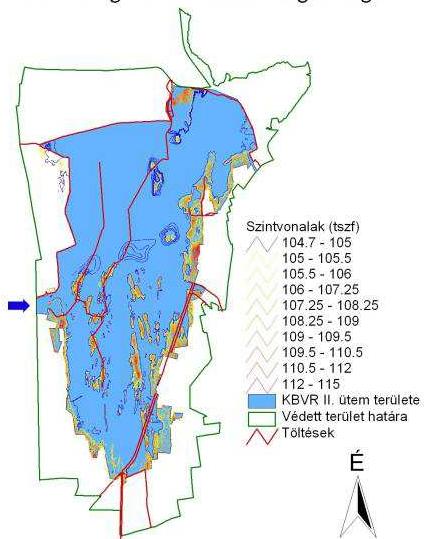 Szintvonalak (tszf)
104.7 - 105
105 - 105.5
105.5 - 106
106 - 107.25
107.25 - 108.25
108.25 - 109
109 - 109.5
109.5 - 110.5
110.5 - 112
112 - 115
KBVR II. ütem területe
Védett terület határa
Töltések
É